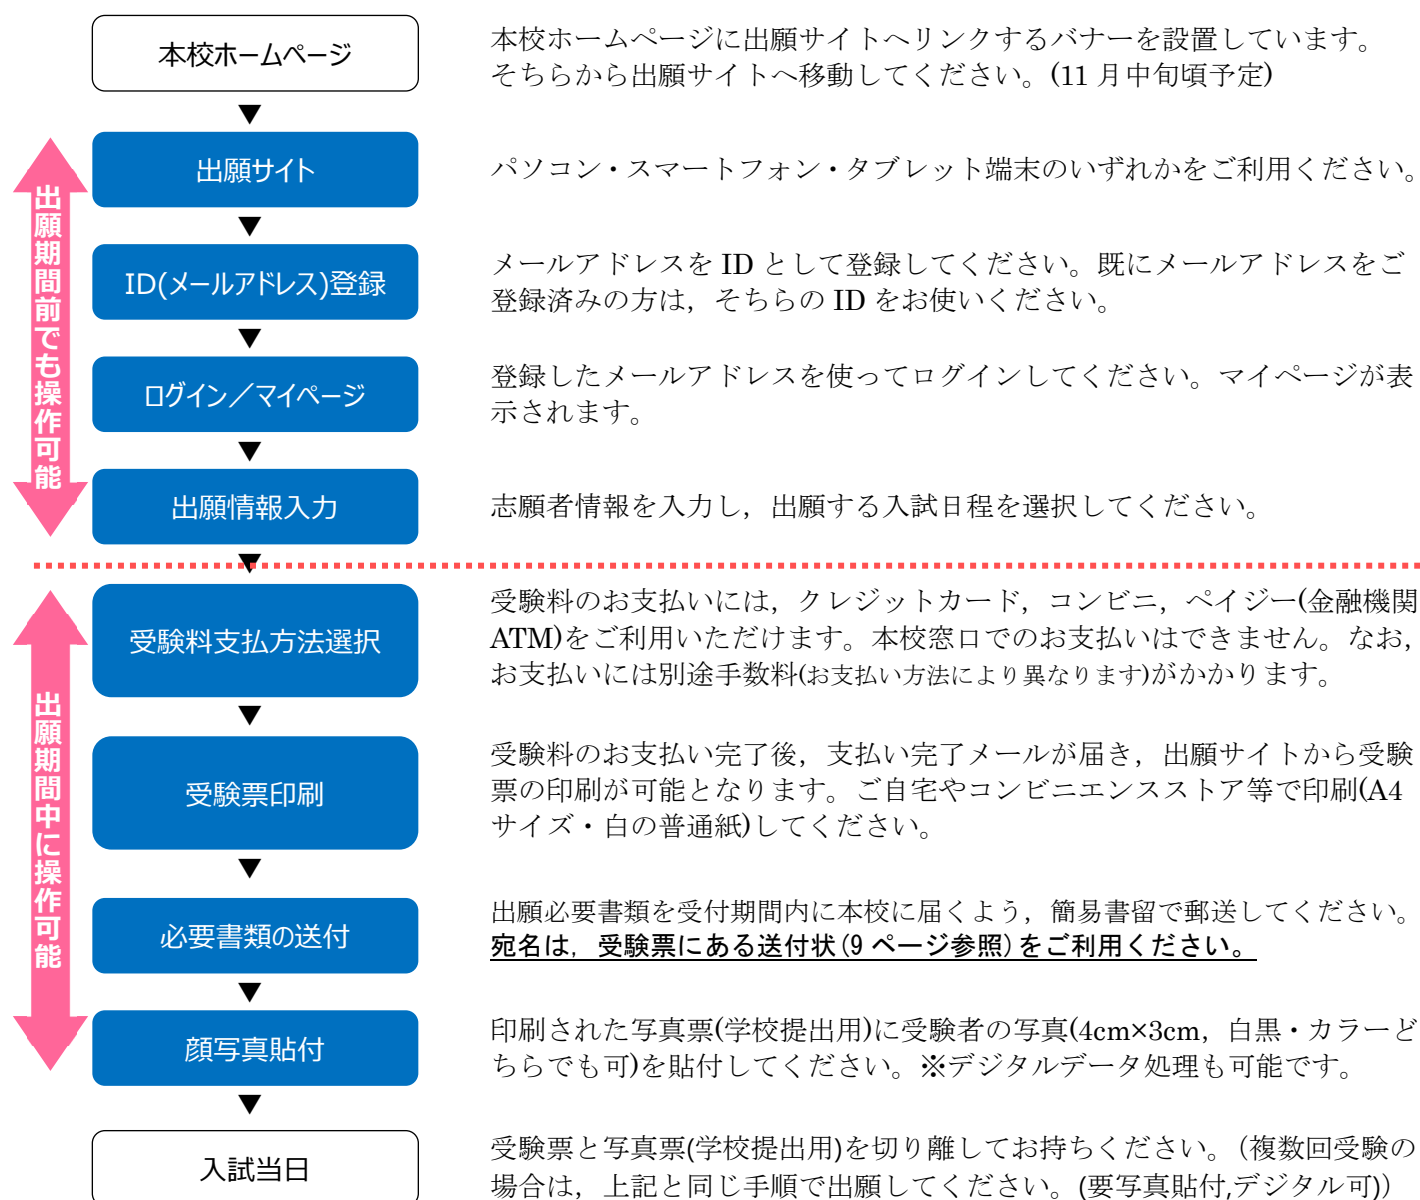 本校ホームページ
本校ホームページに出願サイトへリンクするバナーを設置しています。
そちらから出願サイトへ移動してください。(11 月中旬頃予定)
▼
出願期間前でも操作可能
出願サイト
パソコン・スマートフォン・タブレット端末のいずれかをご利用ください。
▼
ID(メールアドレス)登録
メールアドレスを ID として登録してください。既にメールアドレスをご
登録済みの方は，そちらの ID をお使いください。
▼
ログイン／マイページ
登録したメールアドレスを使ってログインしてください。マイページが表
示されます。
▼
出願情報入力
志願者情報を入力し，出願する入試日程を選択してください。
▼
出願期間中に操作可能
受験料支払方法選択
受験料のお支払いには，クレジットカード，コンビニ，ペイジー(金融機関
ATM)をご利用いただけます。本校窓口でのお支払いはできません。なお，
お支払いには別途手数料(お支払い方法により異なります)がかかります。
▼
受験票印刷
受験料のお支払い完了後，支払い完了メールが届き，出願サイトから受験
票の印刷が可能となります。ご自宅やコンビニエンスストア等で印刷(A4
サイズ・白の普通紙)してください。
▼
必要書類の送付
出願必要書類を受付期間内に本校に届くよう，簡易書留で郵送してください。
宛名は，受験票にある送付状(9 ページ参照)をご利用ください。
▼
顔写真貼付
印刷された写真票(学校提出用)に受験者の写真(4cm×3cm，白黒・カラーど
ちらでも可)を貼付してください。※デジタルデータ処理も可能です。
▼
入試当日
受験票と写真票(学校提出用)を切り離してお持ちください。（複数回受験の
場合は，上記と同じ手順で出願してください。(要写真貼付,デジタル可)）